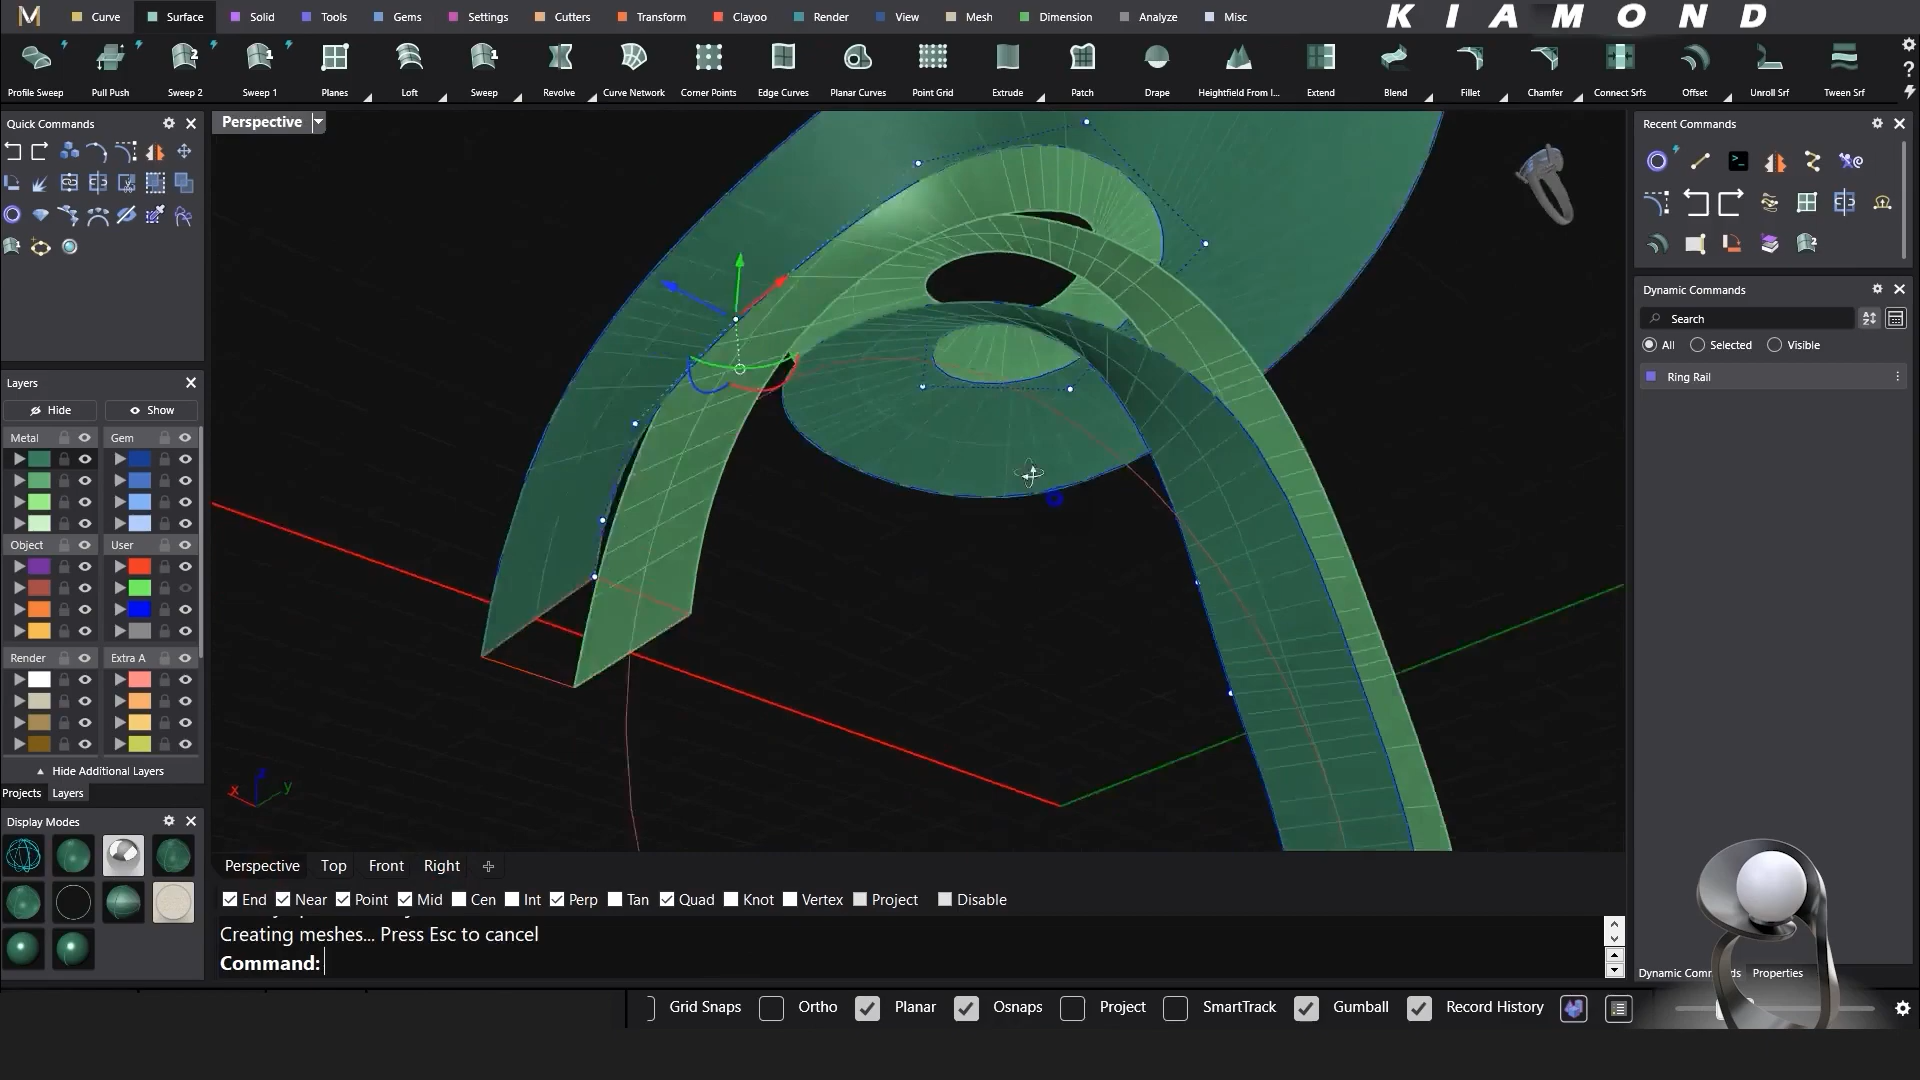 Curve Surface Solid Tools Gems Settings Cutters Transform Clayoo Render View Mesh Dimension Analyze Misc
KIAMOND
Profile Sweep Pull Push Sweep 2 Sweep 1 Planes Loft Sweep Revolve Curve Network Corner Points Edge Curves Planar Curves Point Grid Extrude Patch Drape Heightfield From I... Extend Blend Fillet Chamfer Connect Srfs Offset Unroll Srf Tween Srf
Quick Commands
Perspective
Recent Commands
Dynamic Commands
Search
All Selected Visible
Ring Rail
Layers
Hide Show
Metal Gem
Object User
Render Extra A
Hide Additional Layers
Projects Layers
Display Modes
x z y
Perspective Top Front Right
End Near Point Mid Cen Int Perp Tan Quad Knot Vertex Project Disable
Creating meshes... Press Esc to cancel
Command:
Properties
Grid Snaps Ortho Planar Osnaps Project SmartTrack Gumball Record History